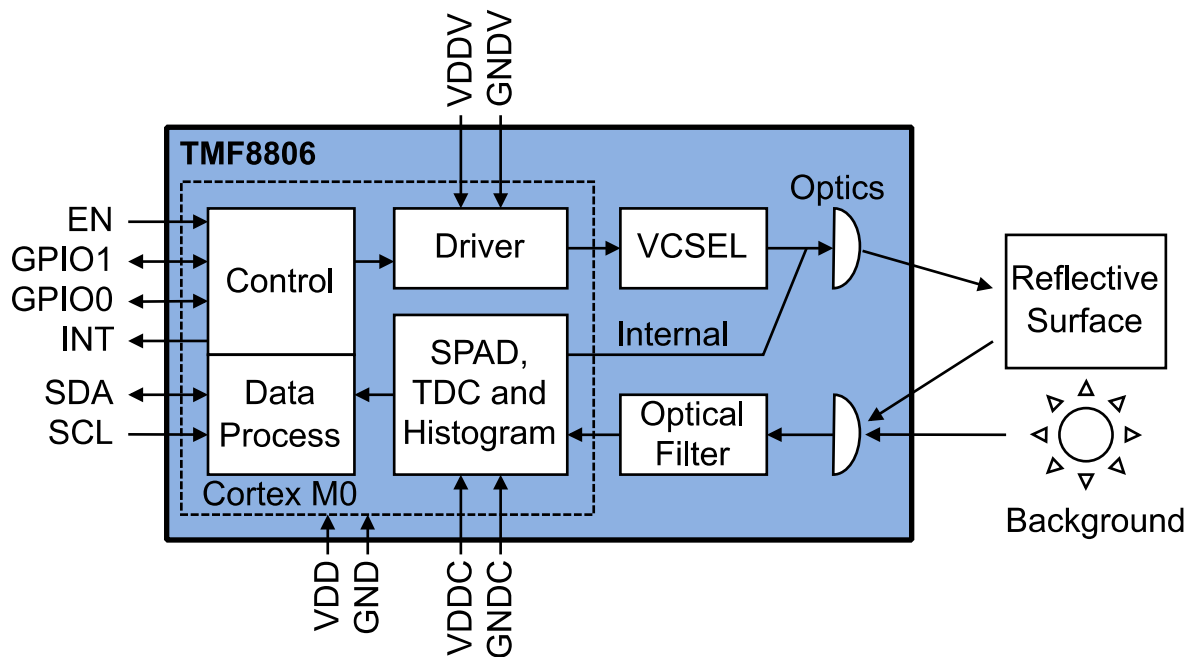 VDDV
GNDV
TMF8806
Optics
EN
GPIO1
GPIO0
INT
SDA
SCL
Control
Driver
VCSEL
Reflective
Surface
Internal
SPAD,
TDC and
Histogram
Data
Process
Optical
Filter
Cortex M0
Background
VDD
GND
VDDC
GNDC